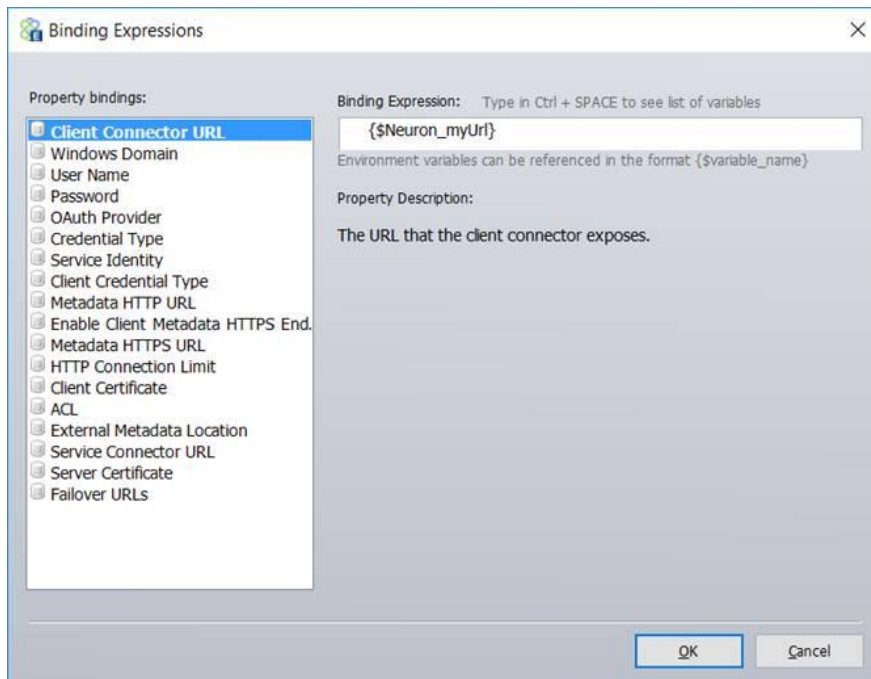 Binding Expressions
Property bindings:
Client Connector URL
Windows Domain
User Name
Password
OAuth Provider
Credential Type
Service Identity
Client Credential Type
Metadata HTTP URL
Enable Client Metadata HTTPS End.
Metadata HTTPS URL
HTTP Connection Limit
Client Certificate
ACL
External Metadata Location
Service Connector URL
Server Certificate
Failover URLs
Binding Expression: Type in Ctrl + SPACE to see list of variables
{$Neuron_myUrl}
Environment variables can be referenced in the format {$variable_name}
Property Description:
The URL that the client connector exposes.
OK Cancel